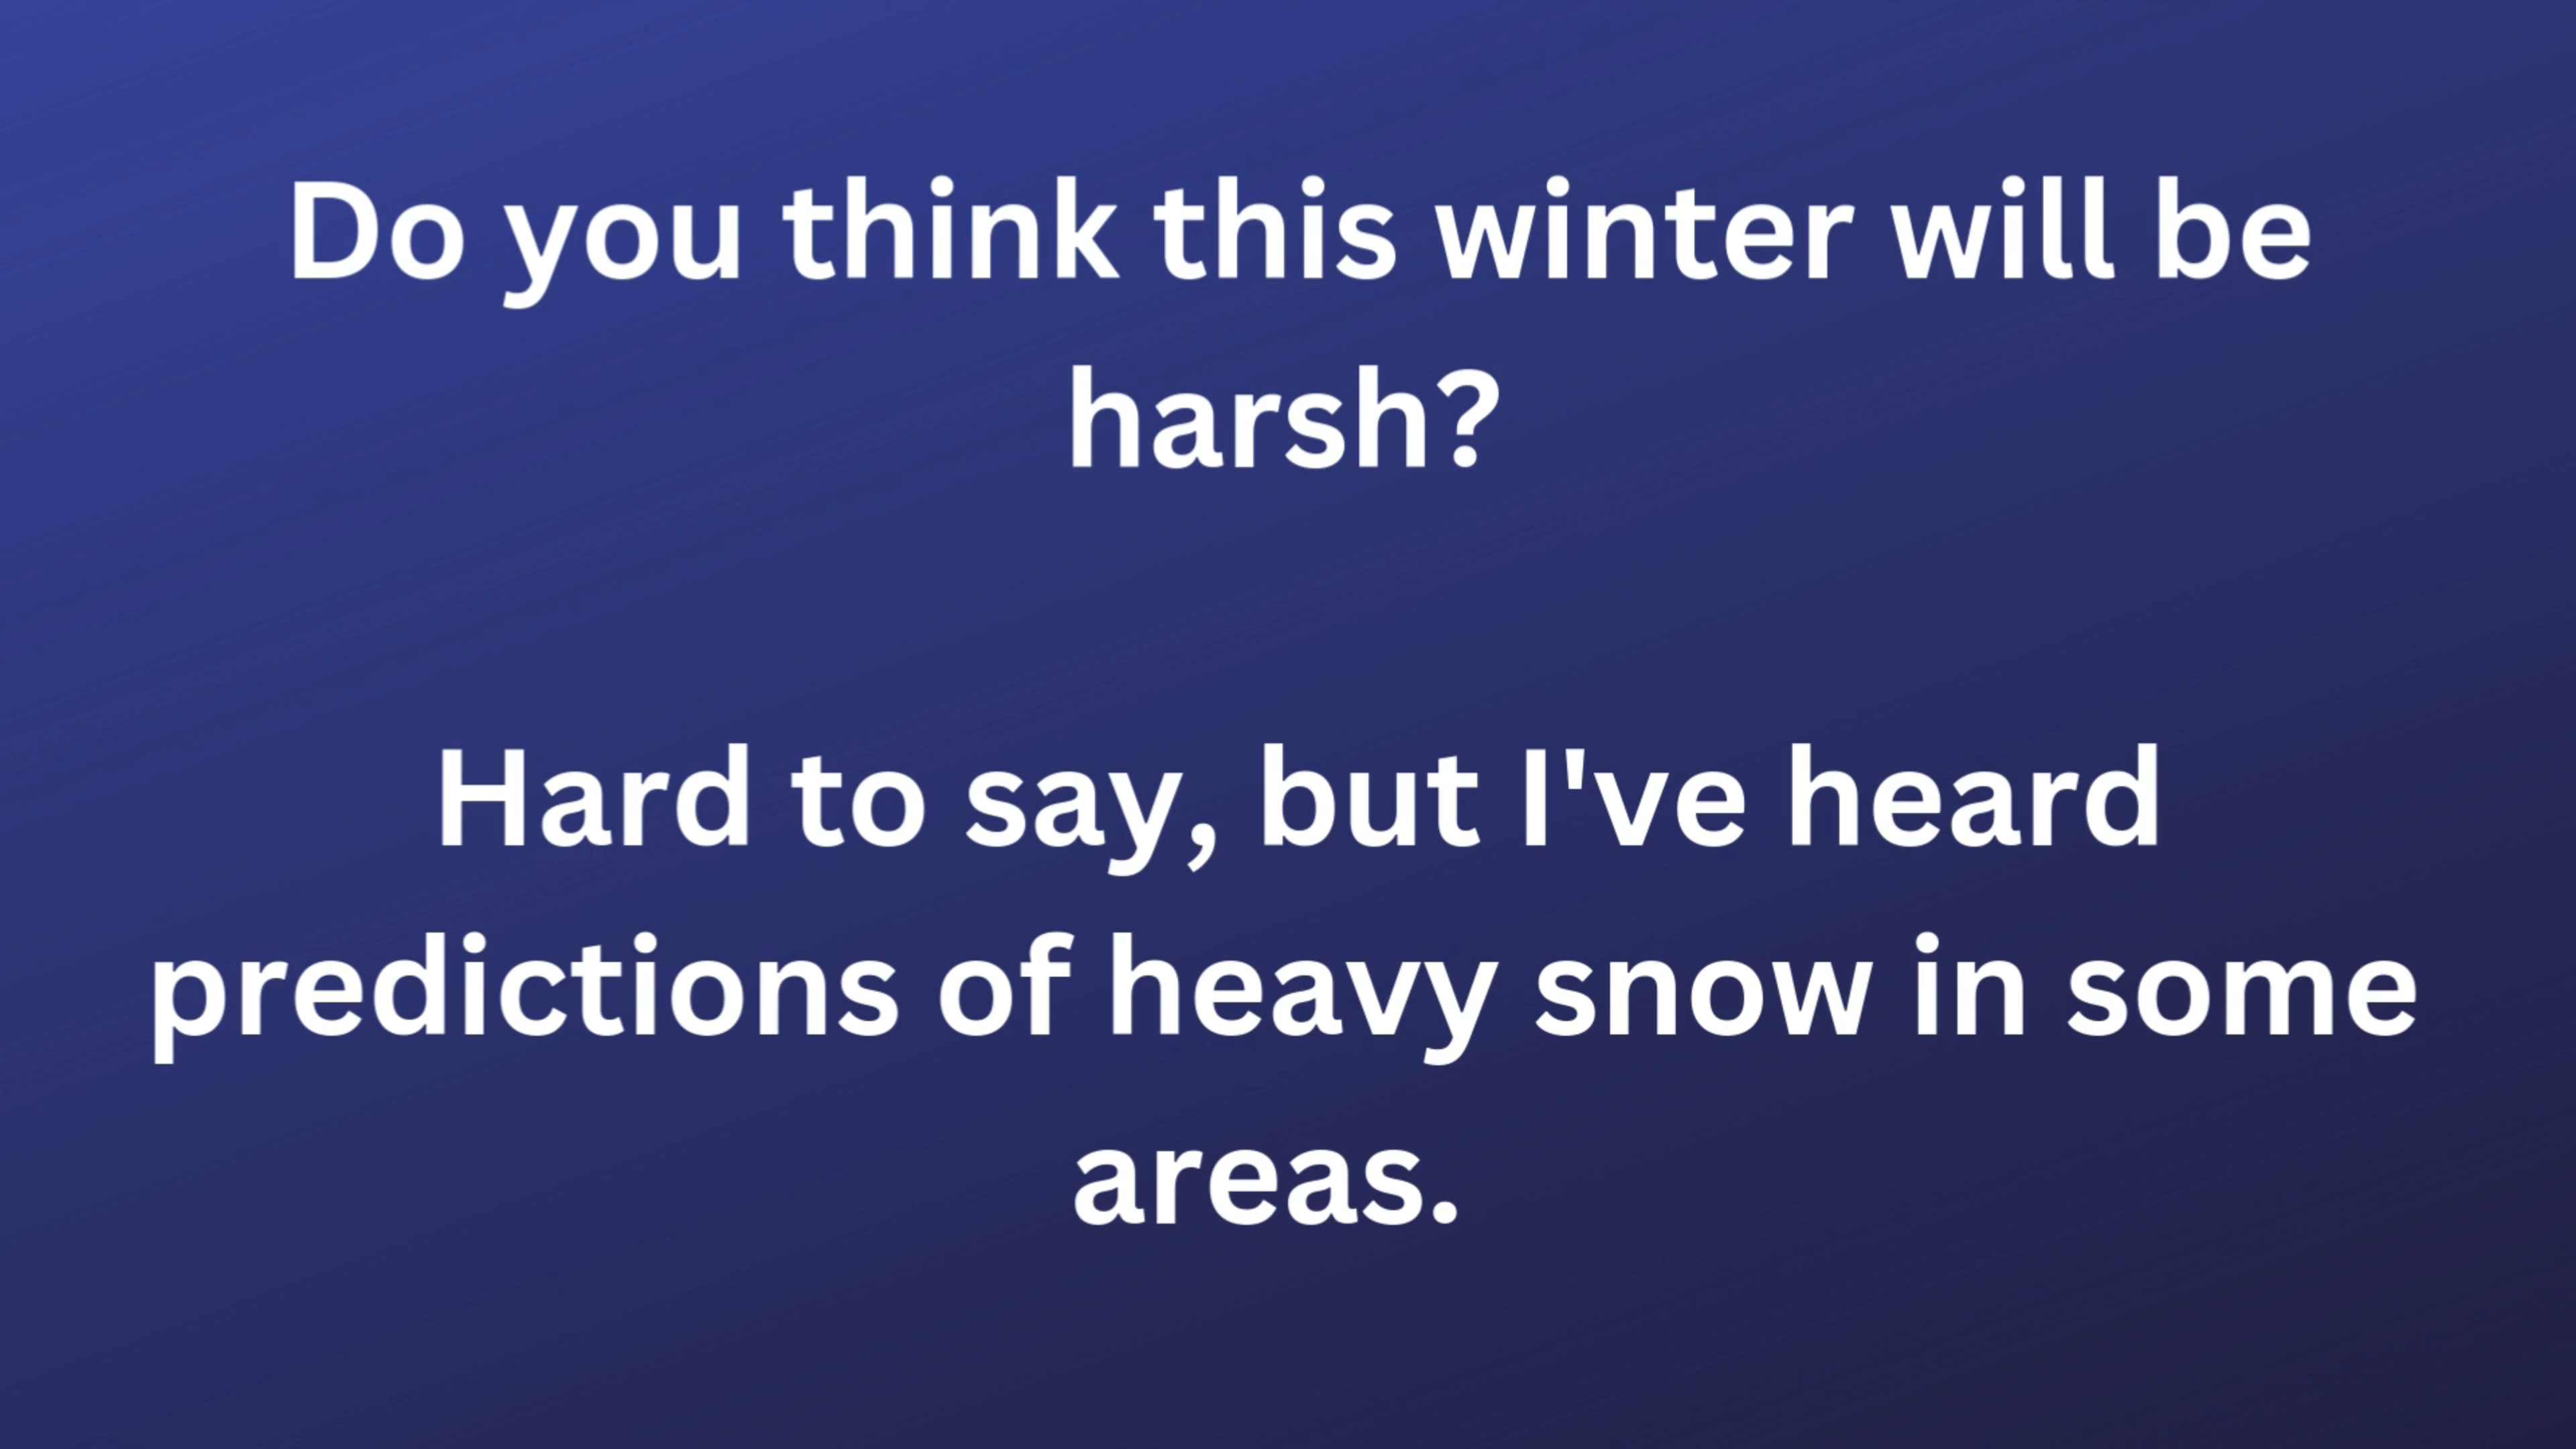 Do you think this winter will be
harsh?
Hard to say, but I've heard
predictions of heavy snow in some
areas.